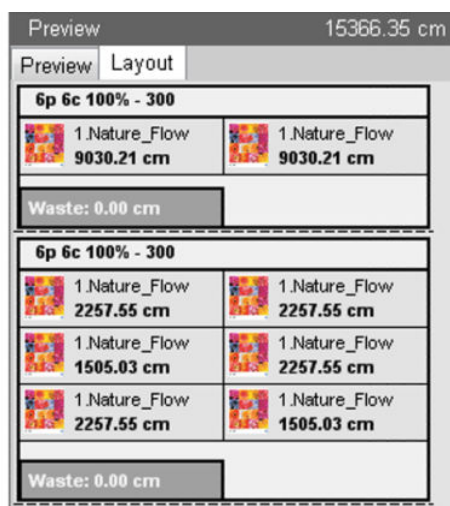 Preview 15366.35 cm
Preview Layout
6p 6c 100% - 300
1.Nature_Flow 1.Nature_Flow
9030.21 cm 9030.21 cm
Waste: 0.00 cm
6p 6c 100% - 300
1.Nature_Flow 1.Nature_Flow
2257.55 cm 2257.55 cm
1.Nature_Flow 1.Nature_Flow
1505.03 cm 2257.55 cm
1.Nature_Flow 1.Nature_Flow
2257.55 cm 1505.03 cm
Waste: 0.00 cm